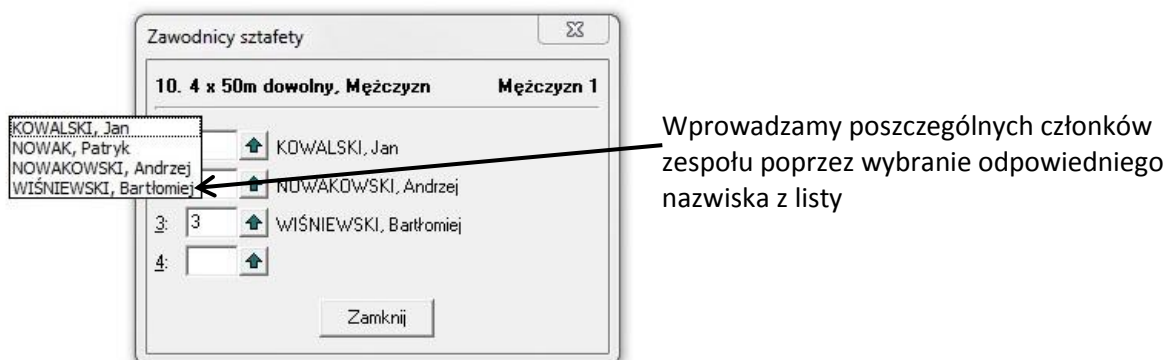 Zawodnicy sztafety
10. 4 x 50m dowolny, Mężczyzn Mężczyzn 1
KOWALSKI, Jan
NOWAK, Patryk
NOWAKOWSKI, Andrzej
WIŚNIEWSKI, Bartłomiej
KOWALSKI, Jan
NOWAKOWSKI, Andrzej
3: 3 WIŚNIEWSKI, Bartłomiej
4:
Zamknij
Wprowadzamy poszczególnych członków
zespołu poprzez wybranie odpowiedniego
nazwiska z listy